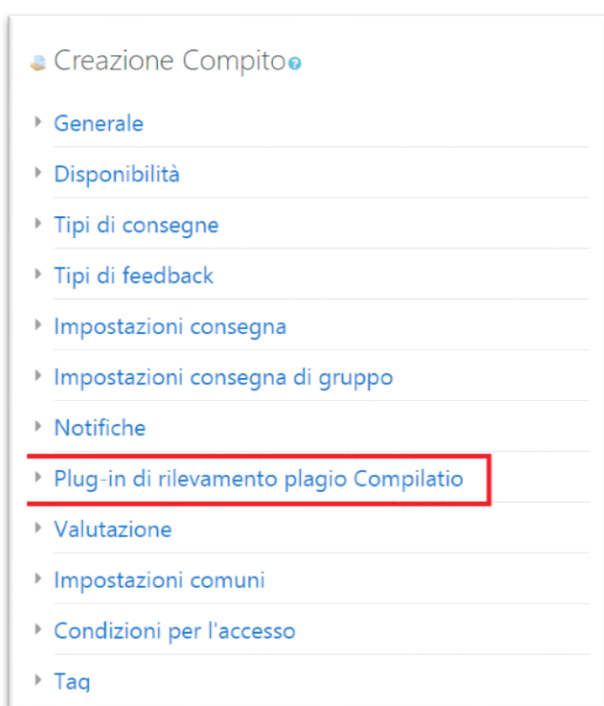 Creazione Compito
Generale
Disponibilità
Tipi di consegne
Tipi di feedback
Impostazioni consegna
Impostazioni consegna di gruppo
Notifiche
Plug-in di rilevamento plagio Compilatio
Valutazione
Impostazioni comuni
Condizioni per l'accesso
Tag